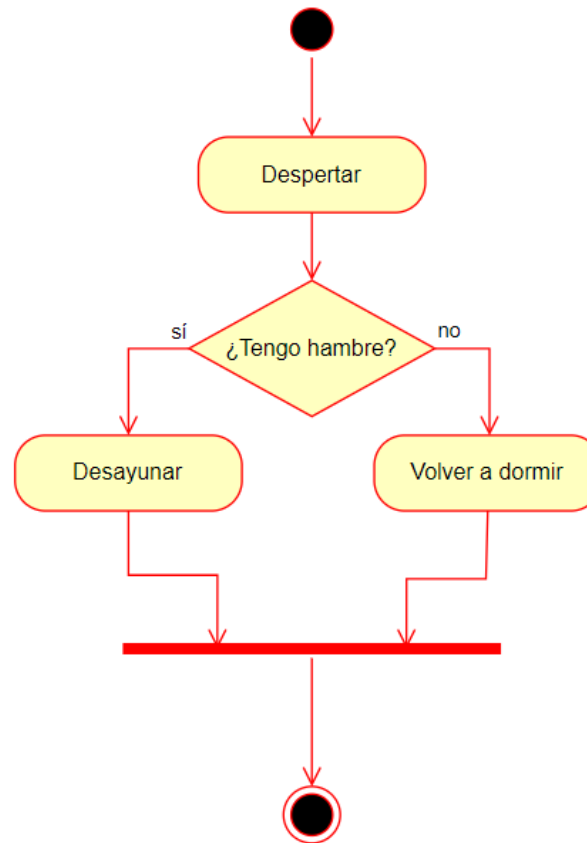 Despertar
¿Tengo hambre?
sí
no
Desayunar
Volver a dormir